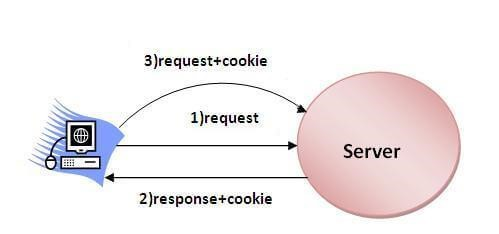 3)request+cookie
1)request
Server
2)response+cookie